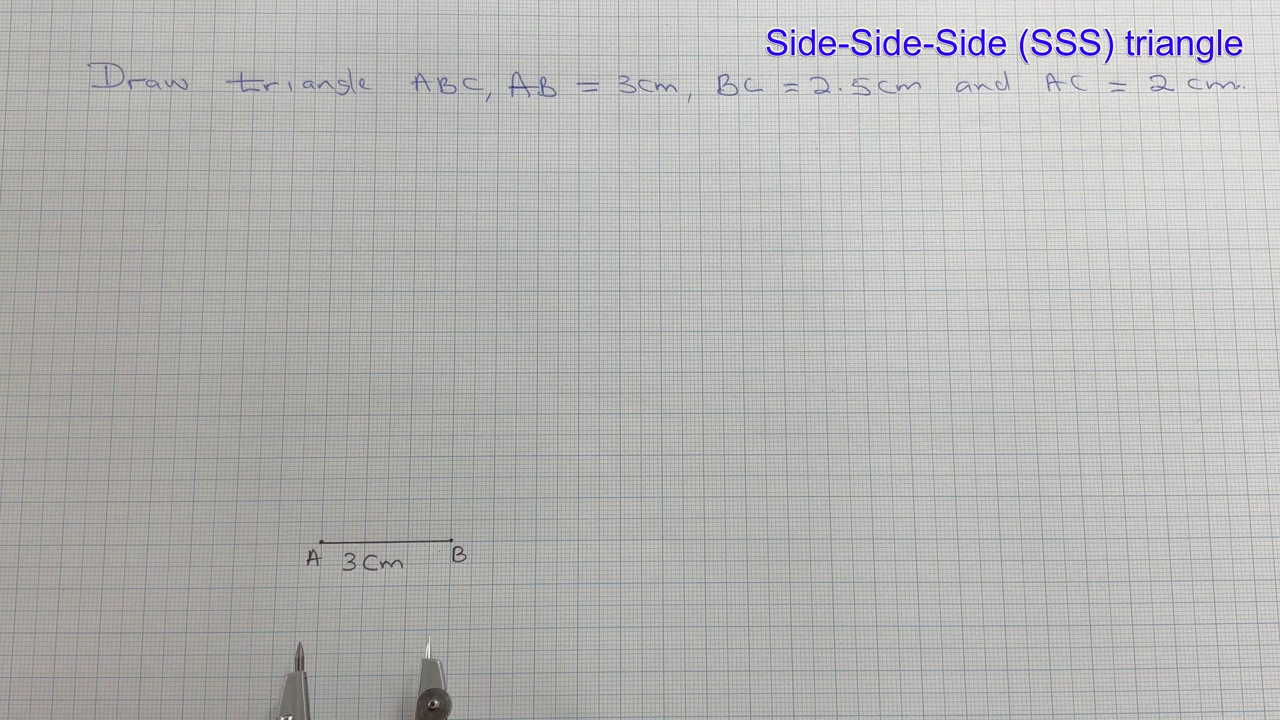 Side-Side-Side (SSS) triangle
Draw triangle ABC, AB = 3cm, BC = 2.5cm and AC = 2 cm.
A 3cm B